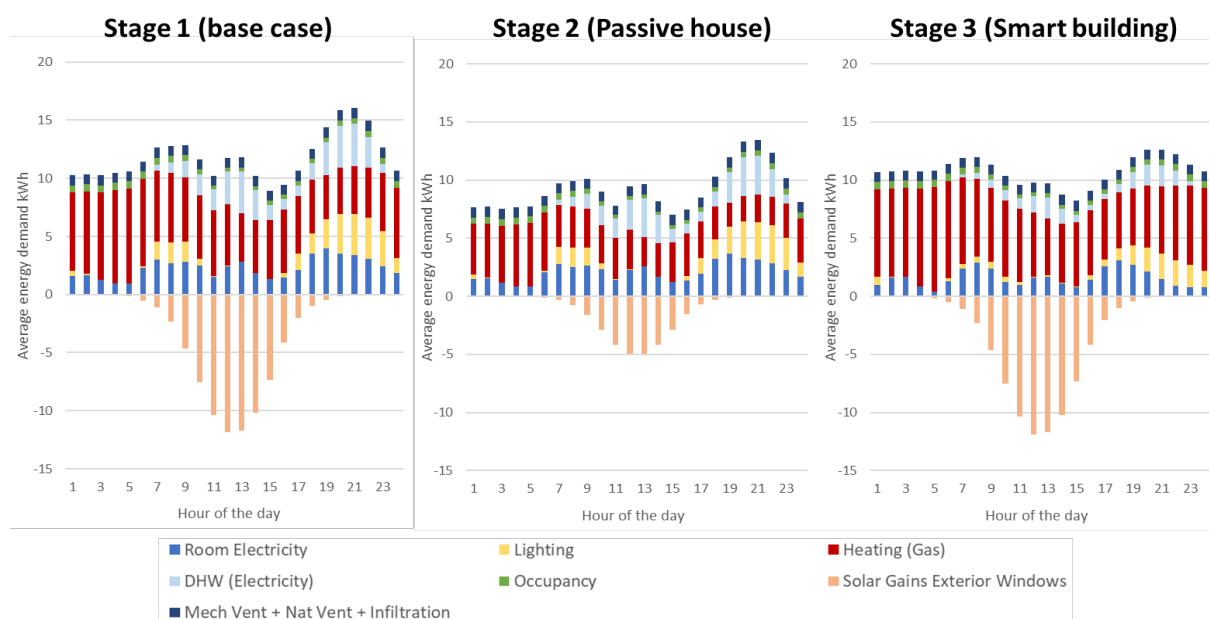 Stage 1 (base case)
Stage 2 (Passive house)
Stage 3 (Smart building)
Average energy demand kWh
20
15
10
5
0
-5
-10
-15
1 3 5 7 9 11 13 15 17 19 21 23
Hour of the day
Average energy demand kWh
20
15
10
5
0
-5
-10
-15
1 3 5 7 9 11 13 15 17 19 21 23
Hour of the day
Average energy demand kWh
20
15
10
5
0
-5
-10
-15
1 3 5 7 9 11 13 15 17 19 21 23
Hour of the day
Room Electricity
Lighting
Heating (Gas)
DHW (Electricity)
Occupancy
Solar Gains Exterior Windows
Mech Vent + Nat Vent + Infiltration